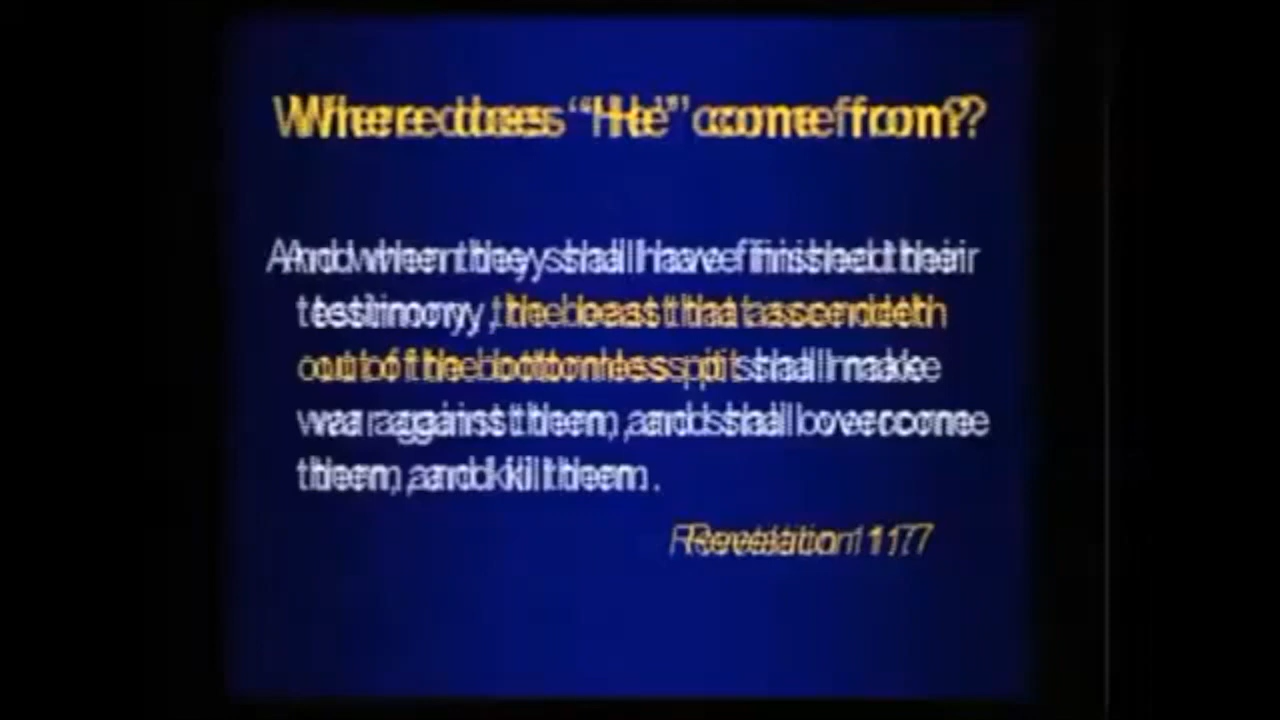 Where does “He” come from?
And when they shall have finished their
testimony, the beast that ascendeth
out of the bottomless pit shall make
war against them, and shall overcome
them, and kill them.
Revelation 11:7